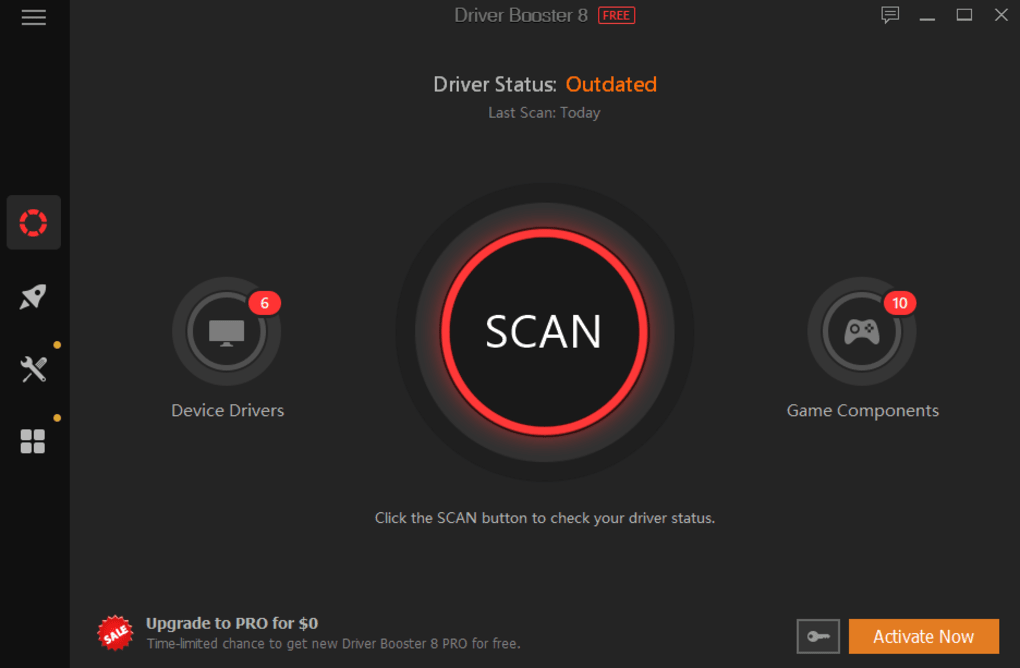 Driver Booster 8 FREE
Driver Status: Outdated
Last Scan: Today
6
10
SCAN
Device Drivers
Game Components
Click the SCAN button to check your driver status.
SALE
Upgrade to PRO for $0
Time-limited chance to get new Driver Booster 8 PRO for free.
Activate Now